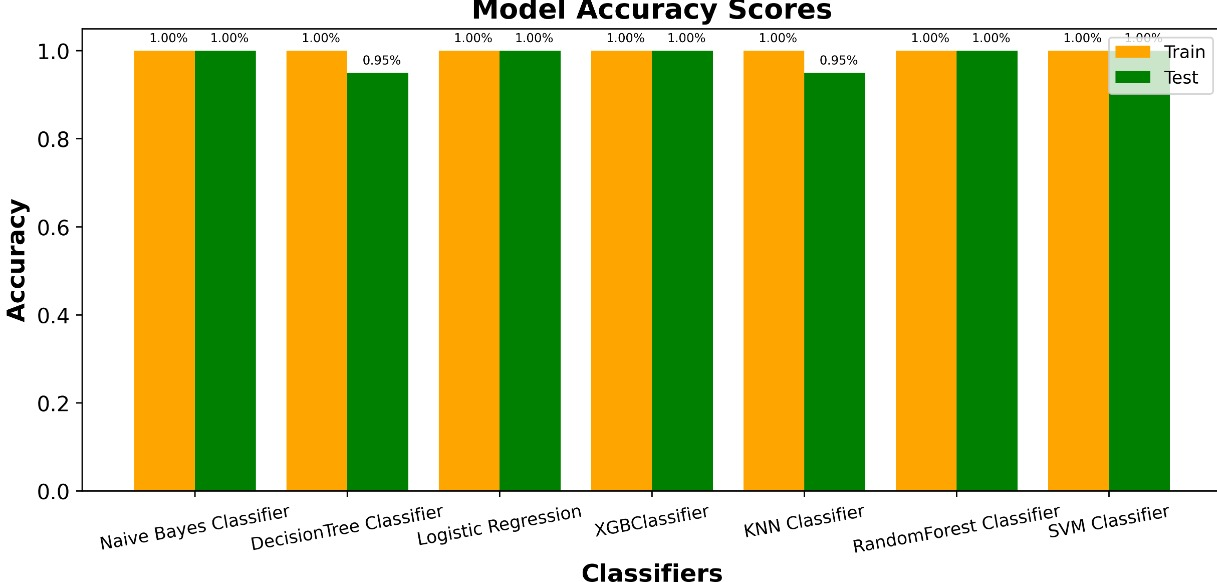 Model Accuracy Scores
1.00% 1.00% 1.00% 1.00% 1.00% 1.00% 1.00% 1.00% 1.00% 1.00% 1.00% 1.00%
0.95% 0.95%
Train
Test
1.0
0.8
0.6
0.4
0.2
0.0
Accuracy
Naive Bayes Classifier
DecisionTree Classifier
Logistic Regression
XGBClassifier
KNN Classifier
RandomForest Classifier
SVM Classifier
Classifiers